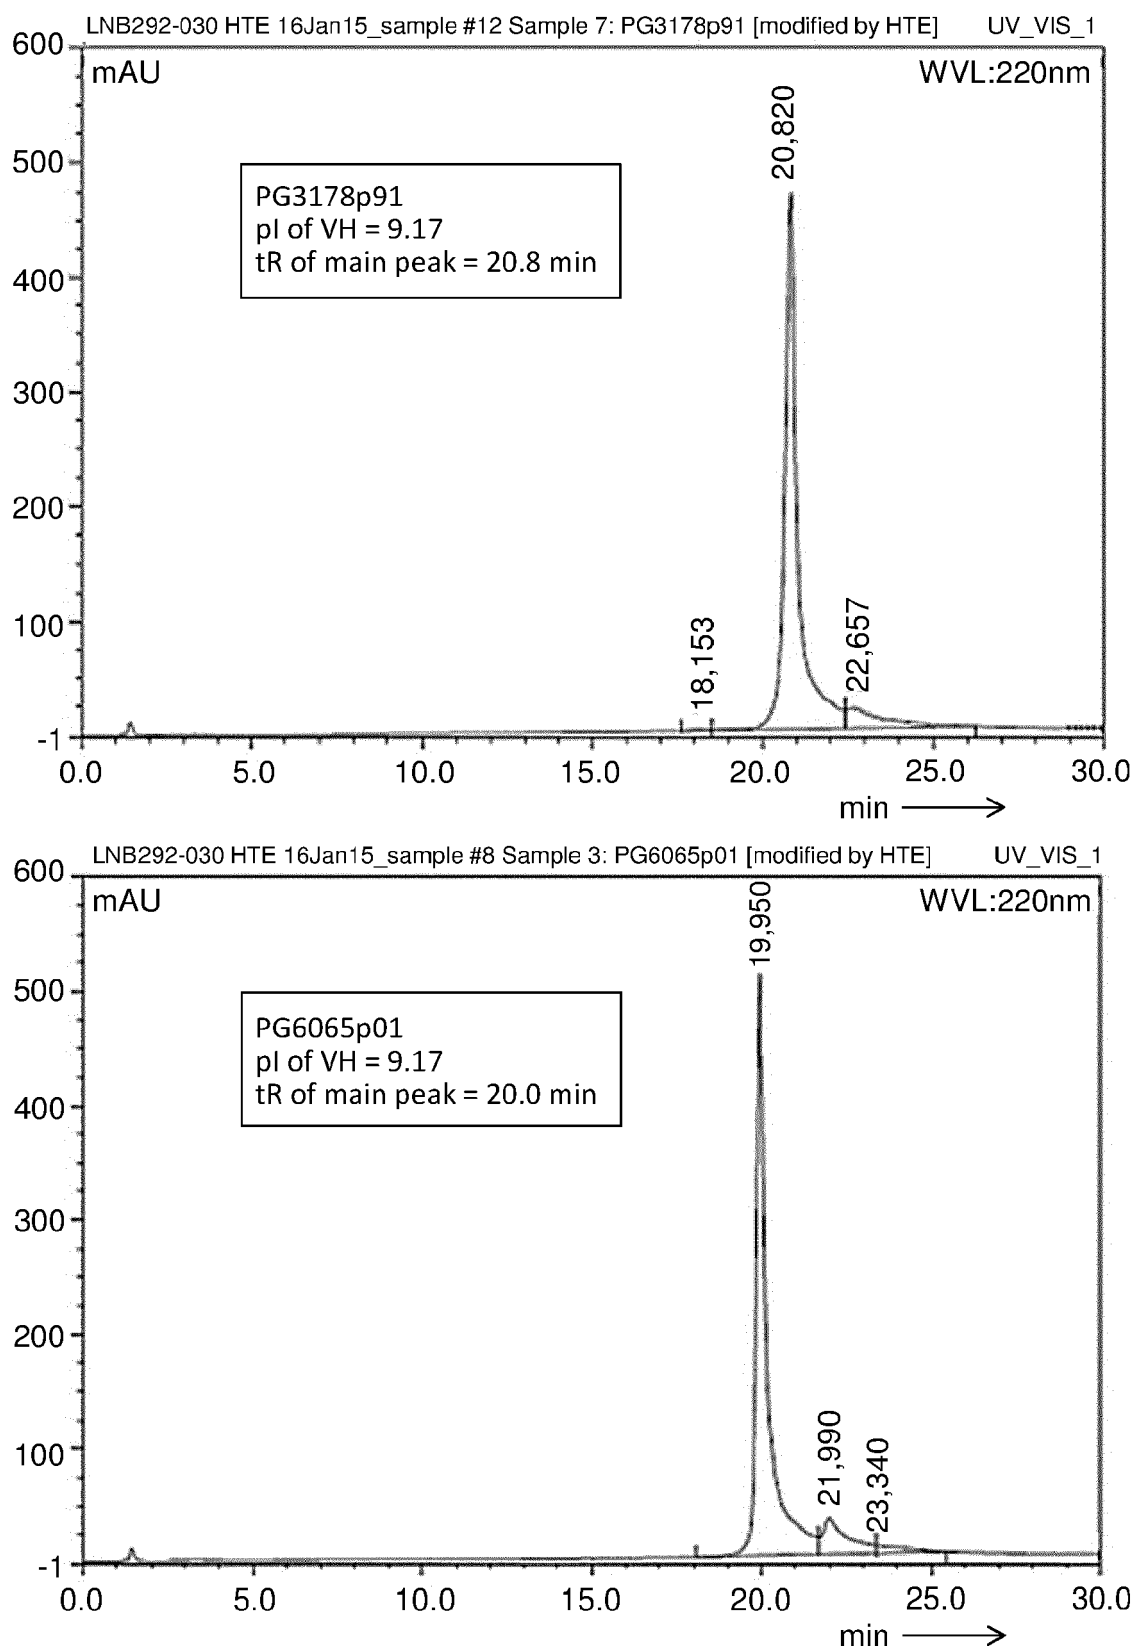 LNB292-030 HTE 16Jan15_sample #12 Sample 7: PG3178p91 [modified by HTE] UV_VIS_1
600
mAU
WVL:220nm
20,820
500
PG3178p91
pI of VH = 9.17
tR of main peak = 20.8 min
400
300
200
100
18,153
22,657
-1
0.0 5.0 10.0 15.0 20.0 25.0 30.0
min
LNB292-030 HTE 16Jan15_sample #8 Sample 3: PG6065p01 [modified by HTE] UV_VIS_1
600
mAU
WVL:220nm
19,950
500
PG6065p01
pI of VH = 9.17
tR of main peak = 20.0 min
400
300
200
100
21,990
23,340
-1
0.0 5.0 10.0 15.0 20.0 25.0 30.0
min